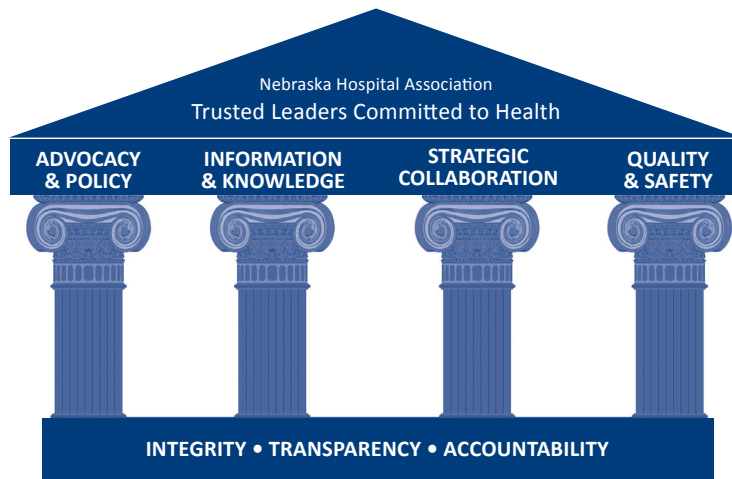 Nebraska Hospital Association
Trusted Leaders Committed to Health
ADVOCACY
& POLICY
INFORMATION
& KNOWLEDGE
STRATEGIC
COLLABORATION
QUALITY
& SAFETY
INTEGRITY • TRANSPARENCY • ACCOUNTABILITY